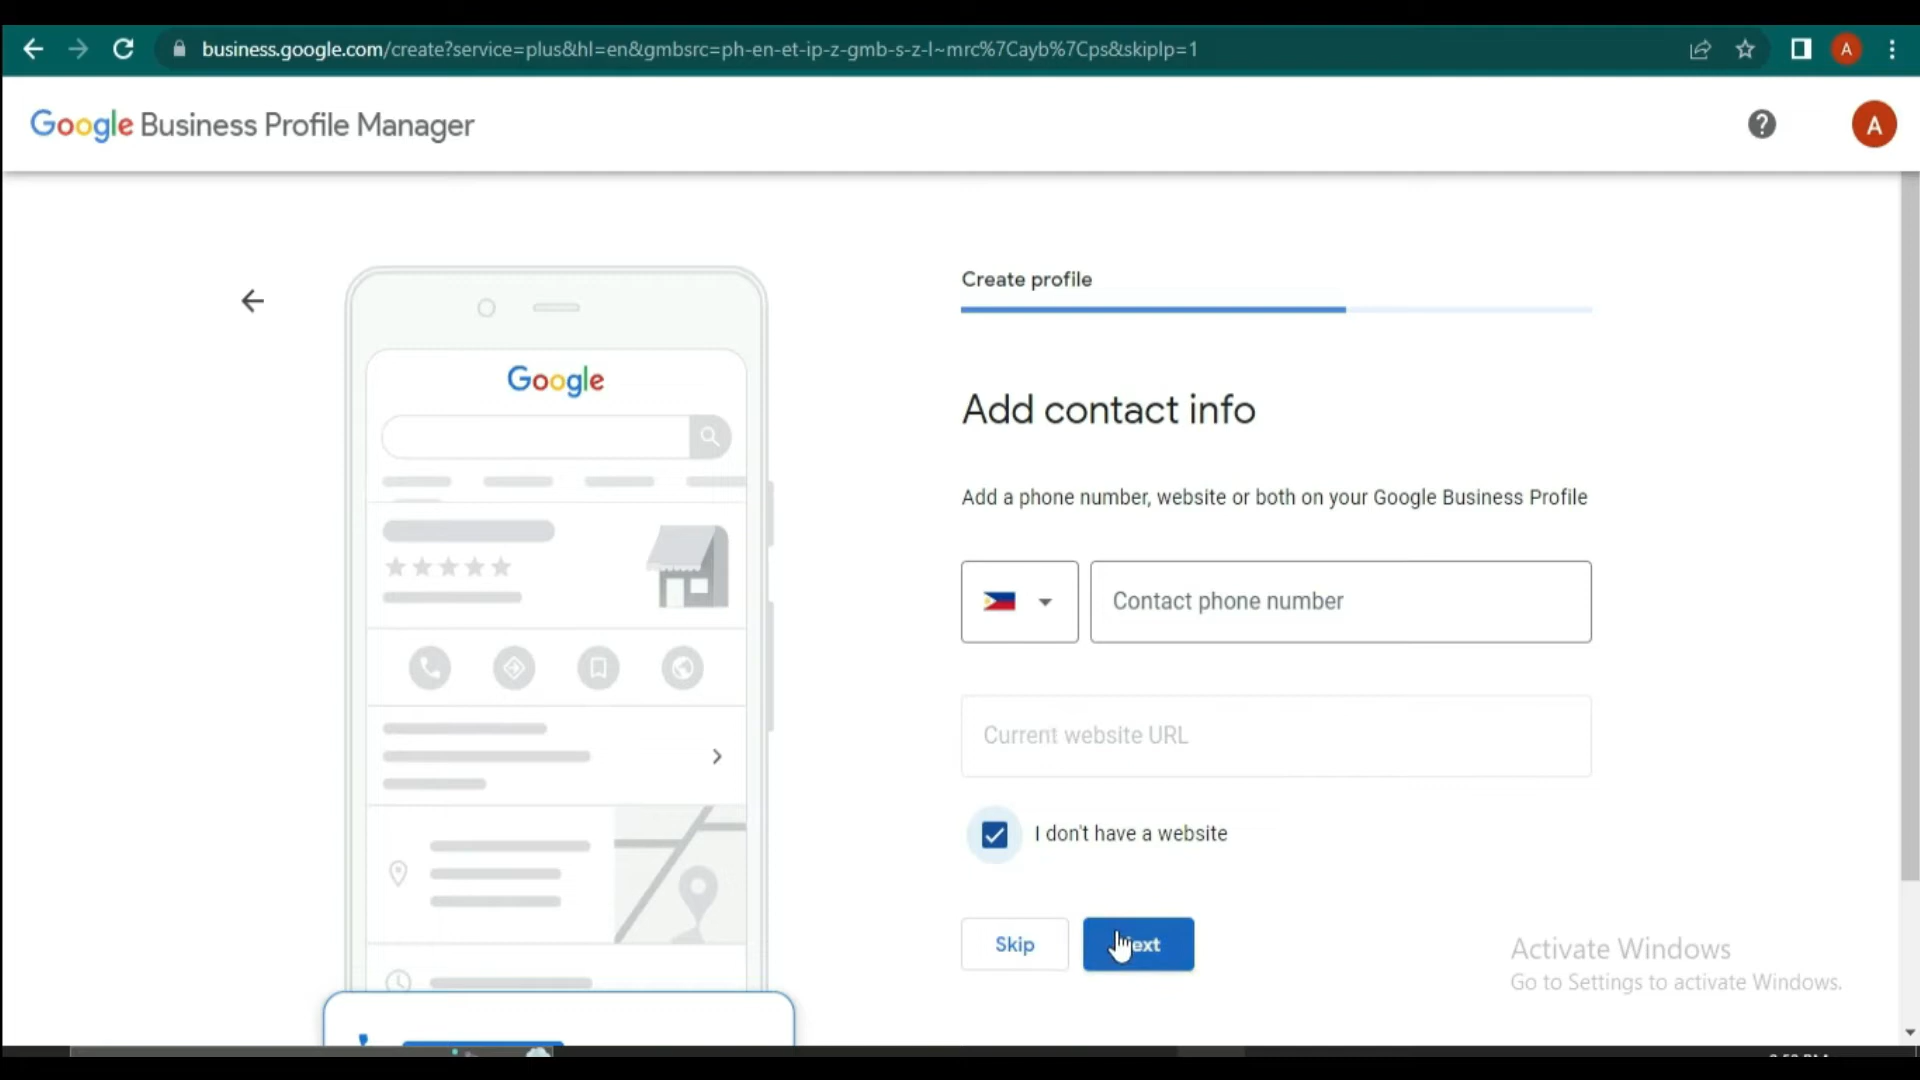 business.google.com/create?service=plus&hl=en&gmbsrc=ph-en-et-ip-z-gmb-s-z-l~mrc%7Cayb%7Cps&skiplp=1
A
Google Business Profile Manager
?
A
Create profile
Google
Add contact info
Add a phone number, website or both on your Google Business Profile
Contact phone number
Current website URL
I don't have a website
Skip
Activate Windows
Go to Settings to activate Windows.